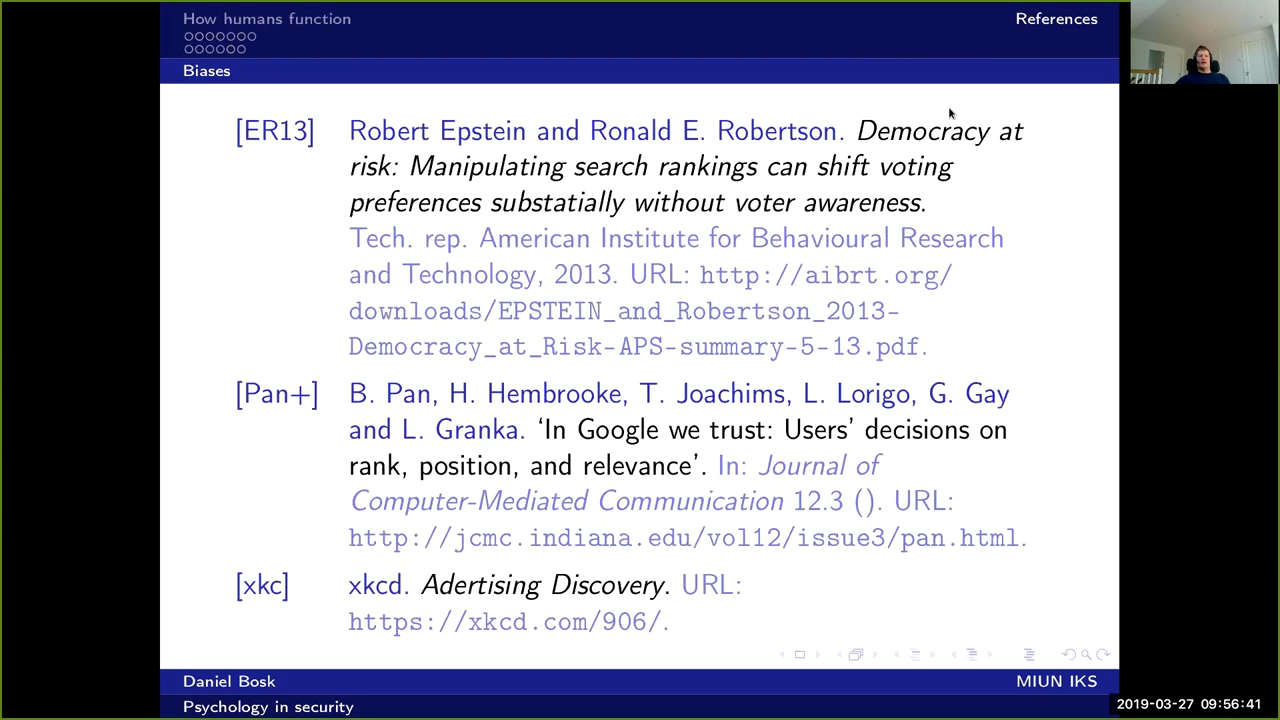 How humans function
References
Biases
[ER13] Robert Epstein and Ronald E. Robertson. Democracy at
risk: Manipulating search rankings can shift voting
preferences substatially without voter awareness.
Tech. rep. American Institute for Behavioural Research
and Technology, 2013. URL: http://aibrt.org/
downloads/EPSTEIN_and_Robertson_2013-
Democracy_at_Risk-APS-summary-5-13.pdf.
[Pan+] B. Pan, H. Hembrooke, T. Joachims, L. Lorigo, G. Gay
and L. Granka. ‘In Google we trust: Users’ decisions on
rank, position, and relevance’. In: Journal of
Computer-Mediated Communication 12.3 (). URL:
http://jcmc.indiana.edu/vol12/issue3/pan.html.
[xkc] xkcd. Adertising Discovery. URL:
https://xkcd.com/906/.
Daniel Bosk
MIUN IKS
Psychology in security
2019-03-27 09:56:41